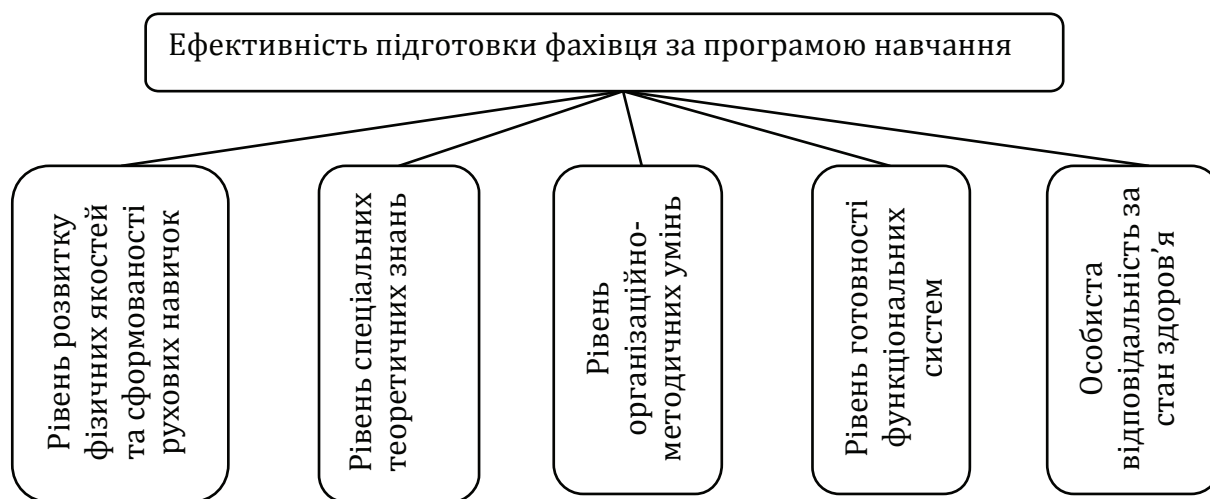 Ефективність підготовки фахівця за програмою навчання
Рівень розвитку
фізичних якостей
та сформованості
рухових навичок
Рівень спеціальних
теоретичних знань
Рівень
організаційно-
методичних умінь
Рівень готовності
функціональних
систем
Особиста
відповідальність за
стан здоров’я